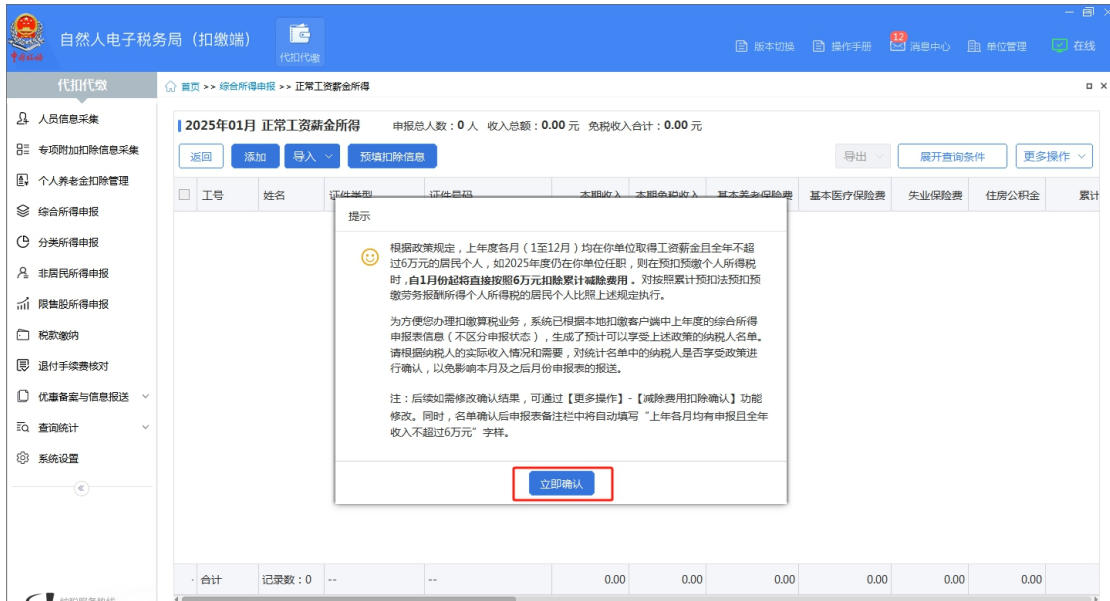 自然人电子税务局（扣缴端）
代扣代缴
版本切换
操作手册
12
消息中心
单位管理
在线
代扣代缴
首页 >> 综合所得申报 >> 正常工资薪金所得
人员信息采集
专项附加扣除信息采集
个人养老金扣除管理
综合所得申报
分类所得申报
非居民所得申报
限售股所得申报
税款缴纳
退付手续费核对
优惠备案与信息报送
查询统计
系统设置
2025年01月 正常工资薪金所得 申报总人数：0 人 收入总额：0.00 元 免税收入合计：0.00 元
返回 添加 导入 预填扣除信息 导出 展开查询条件 更多操作
工号 姓名 证件类型 证件号码 本期收入 本期免税收入 基本养老保险费 基本医疗保险费 失业保险费 住房公积金 累计
提示
根据政策规定，上年度各月（1至12月）均在你单位取得工资薪金且全年不超
过6万元的居民个人，如2025年度仍在你单位任职，则在预扣预缴个人所得税
时，自1月份起将直接按照6万元扣除累计减除费用。对按照累计预扣法预扣预
缴劳务报酬所得个人所得税的居民个人比照上述规定执行。
为方便您办理扣缴算税业务，系统已根据本地扣缴客户端中上年度的综合所得
申报表信息（不区分申报状态），生成了预计可以享受上述政策的纳税人名单。
请根据纳税人的实际收入情况和需要，对统计名单中的纳税人是否享受政策进
行确认，以免影响本月及之后月份申报表的报送。
注：后续如需修改确认结果，可通过【更多操作】-【减除费用扣除确认】功能
修改。同时，名单确认后申报表备注栏中将自动填写“上年各月均有申报且全年
收入不超过6万元”字样。
立即确认
合计 记录数：0 -- -- 0.00 0.00 0.00 0.00 0.00 0.00